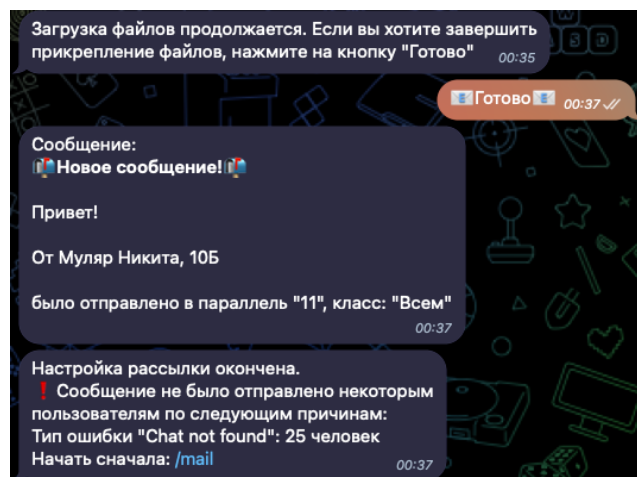 Загрузка файлов продолжается. Если вы хотите завершить
прикрепление файлов, нажмите на кнопку "Готово" 00:35
📨Готово📨 00:37
Сообщение:
📬Новое сообщение!📬
Привет!
От Муляр Никита, 10Б
было отправлено в параллель "11", класс: "Всем"
00:37
Настройка рассылки окончена.
❗ Сообщение не было отправлено некоторым
пользователям по следующим причинам:
Тип ошибки "Chat not found": 25 человек
Начать сначала: /mail 00:37